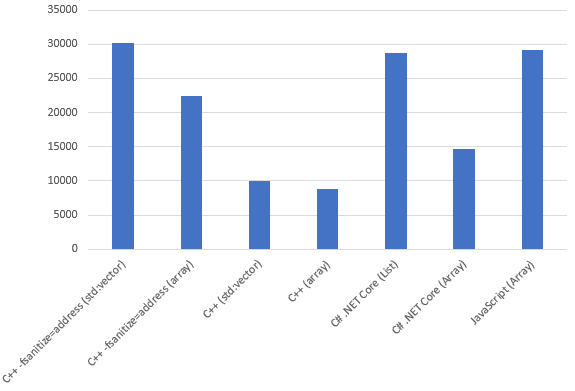 35000
30000
25000
20000
15000
10000
5000
0
C++ -fsanitize=address (std:vector)
C++ -fsanitize=address (array)
C++ (std:vector)
C++ (array)
C# .NET Core (List)
C# .NET Core (Array)
JavaScript (Array)